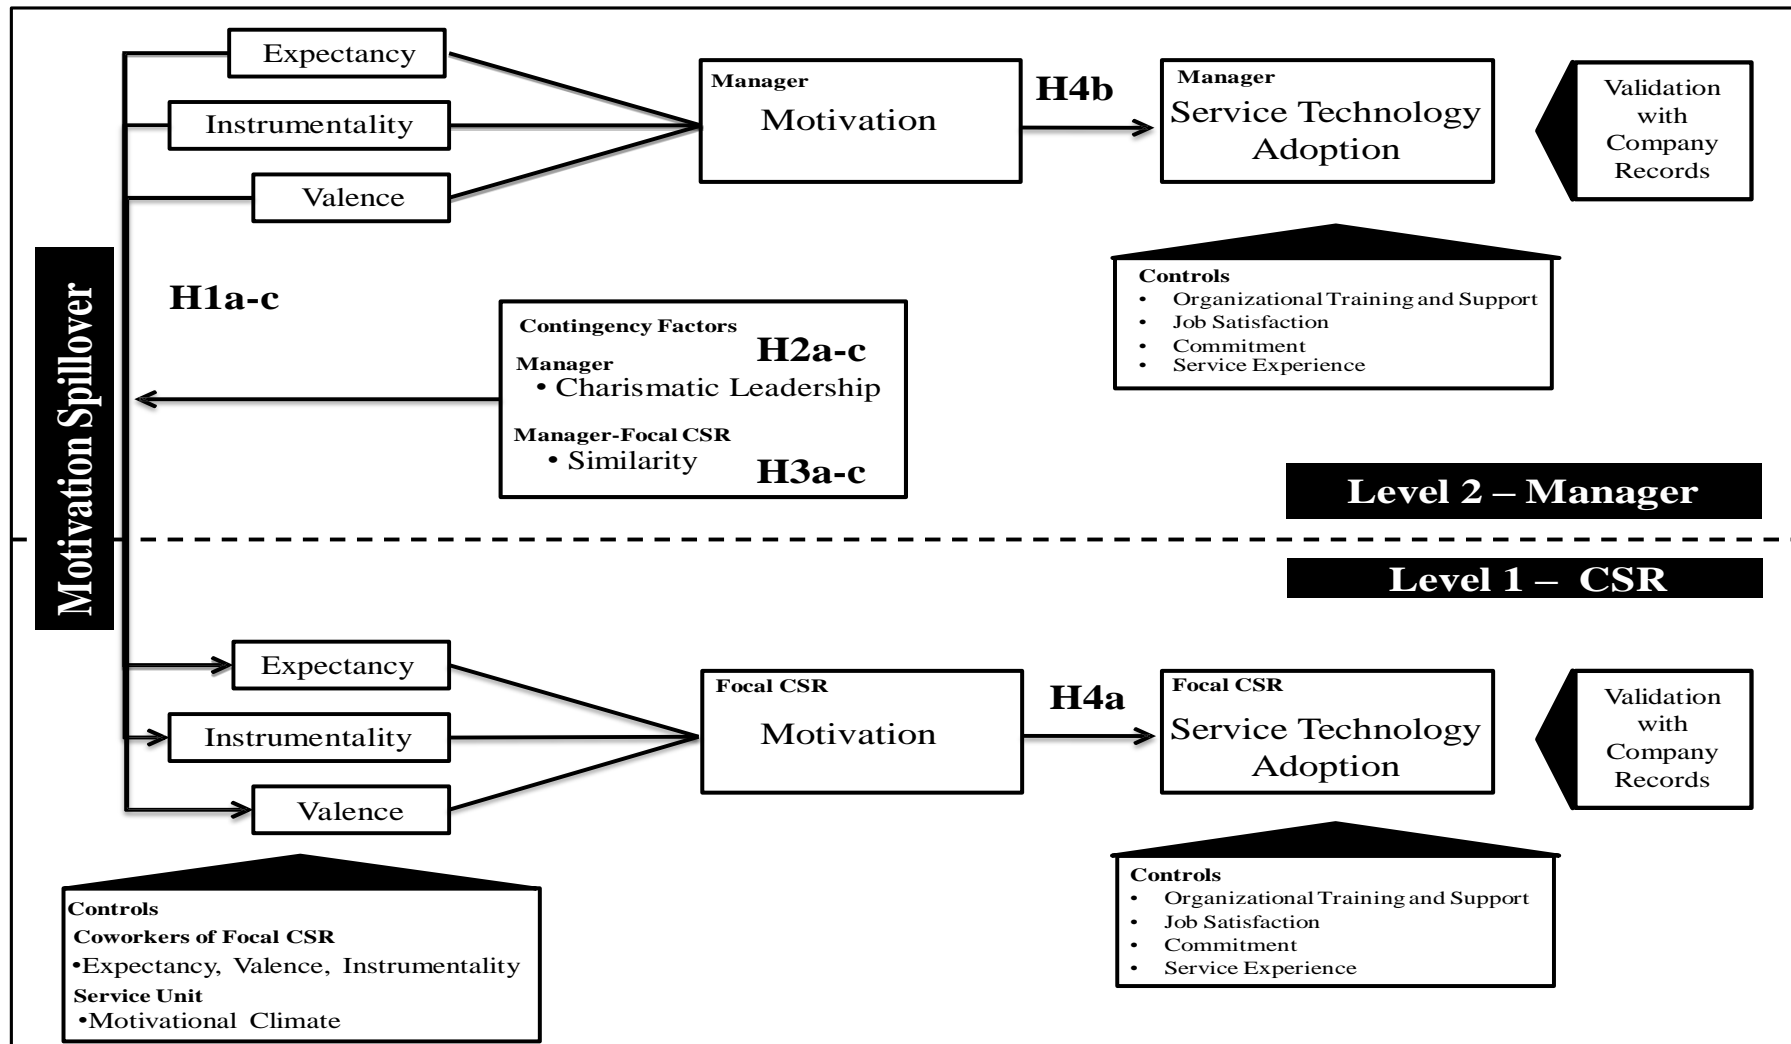 Expectancy
Instrumentality
Valence
Manager
Motivation
H4b
Manager
Service Technology
Adoption
Validation
with
Company
Records
Controls
• Organizational Training and Support
• Job Satisfaction
• Commitment
• Service Experience
Motivation Spillover
H1a-c
Contingency Factors
H2a-c
Manager
• Charismatic Leadership
Manager-Focal CSR
• Similarity
H3a-c
Level 2 – Manager
Level 1 – CSR
Expectancy
Instrumentality
Valence
Focal CSR
Motivation
H4a
Focal CSR
Service Technology
Adoption
Validation
with
Company
Records
Controls
Coworkers of Focal CSR
•Expectancy, Valence, Instrumentality
Service Unit
•Motivational Climate
Controls
• Organizational Training and Support
• Job Satisfaction
• Commitment
• Service Experience